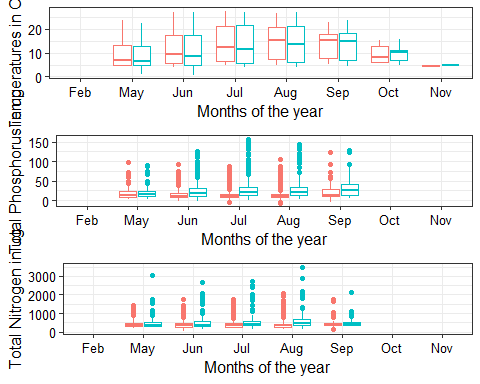 Temperatures in C
20
10
0
Feb May Jun Jul Aug Sep Oct Nov
Months of the year
Total Phosphorus in
150
100
50
0
Feb May Jun Jul Aug Sep Oct Nov
Months of the year
Total Nitrogen in
3000
2000
1000
0
Feb May Jun Jul Aug Sep Oct Nov
Months of the year